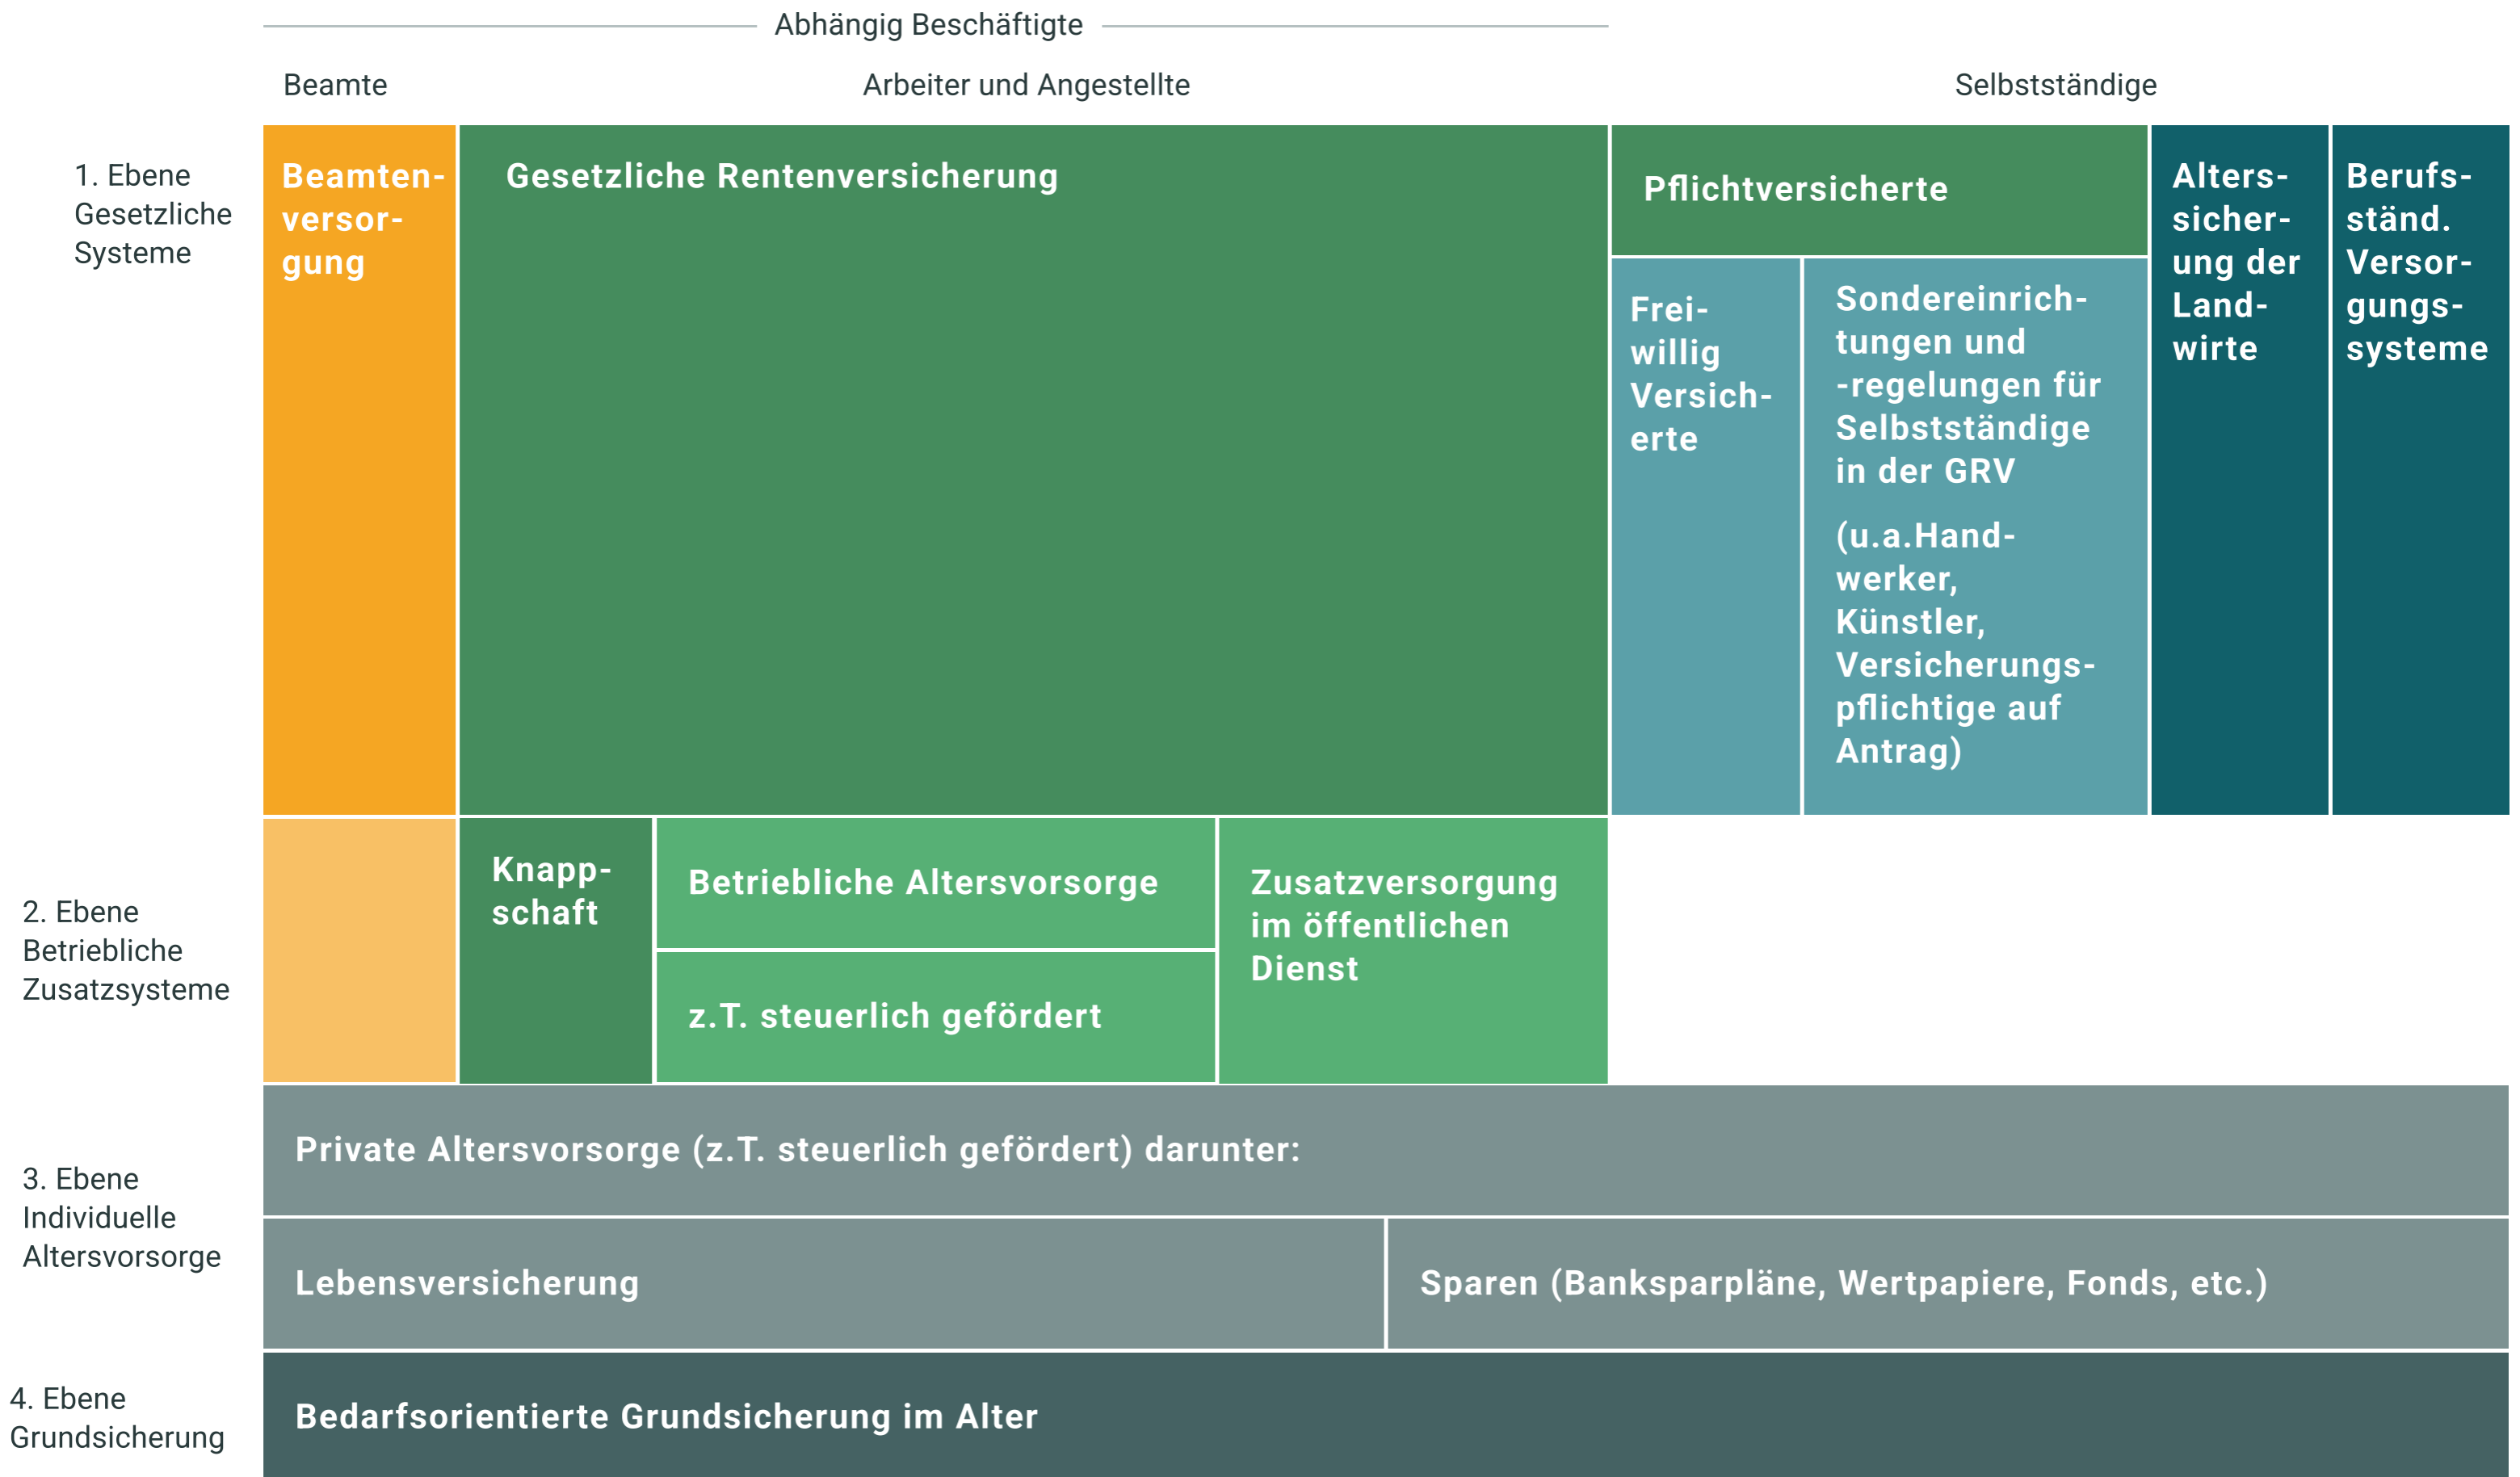 Abhängig Beschäftigte
Beamte
Arbeiter und Angestellte
Selbstständige
1. Ebene
Gesetzliche
Systeme
Beamten-
versor-
gung
Gesetzliche Rentenversicherung
Pflichtversicherte
Frei-
willig
Versich-
erte
Sondereinrich-
tungen und
-regelungen für
Selbstständige
in der GRV
(u.a.Hand-
werker,
Künstler,
Versicherungs-
pflichtige auf
Antrag)
Alters-
sicher-
ung der
Land-
wirte
Berufs-
ständ.
Versor-
gungs-
systeme
2. Ebene
Betriebliche
Zusatzsysteme
Knapp-
schaft
Betriebliche Altersvorsorge
z.T. steuerlich gefördert
Zusatzversorgung
im öffentlichen
Dienst
3. Ebene
Individuelle
Altersvorsorge
Private Altersvorsorge (z.T. steuerlich gefördert) darunter:
Lebensversicherung
Sparen (Banksparpläne, Wertpapiere, Fonds, etc.)
4. Ebene
Grundsicherung
Bedarfsorientierte Grundsicherung im Alter